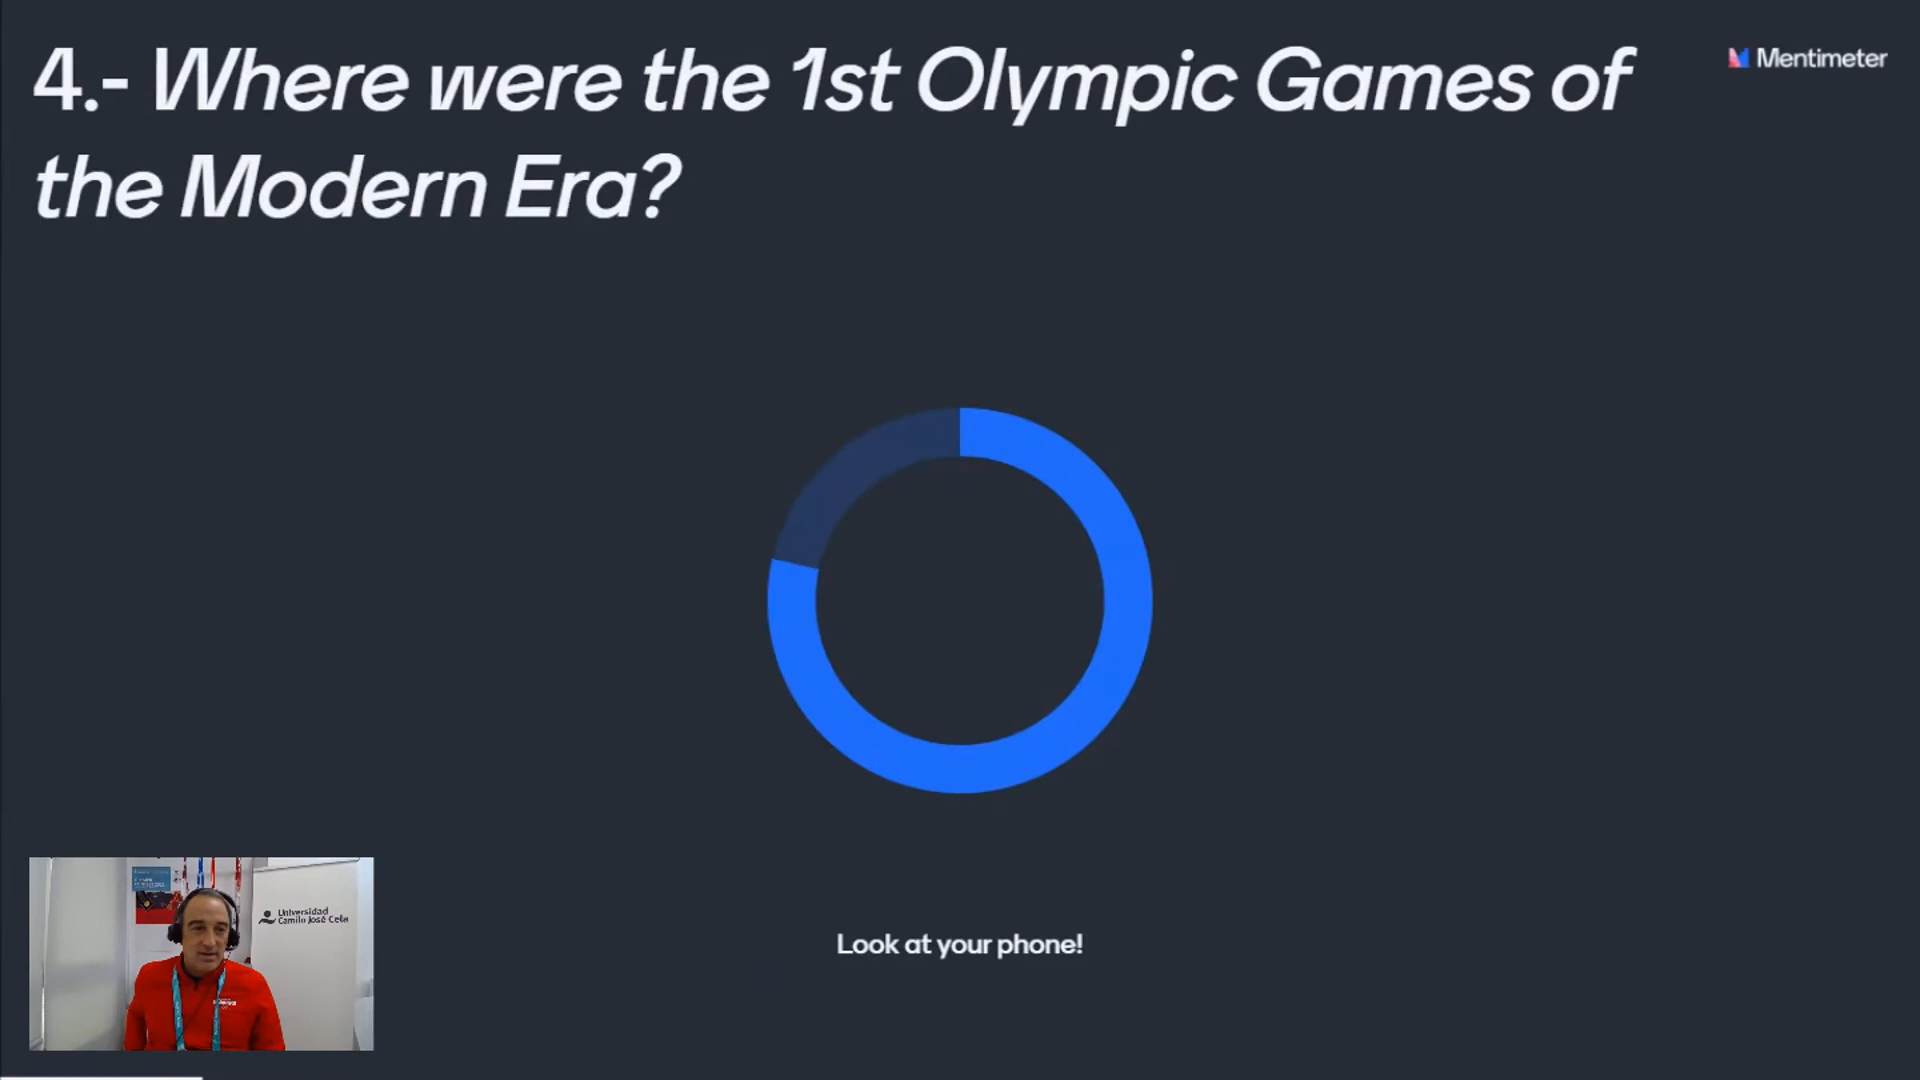 4.- Where were the 1st Olympic Games of
the Modern Era?
Mentimeter
Look at your phone!
Universidad
Camilo José Cela